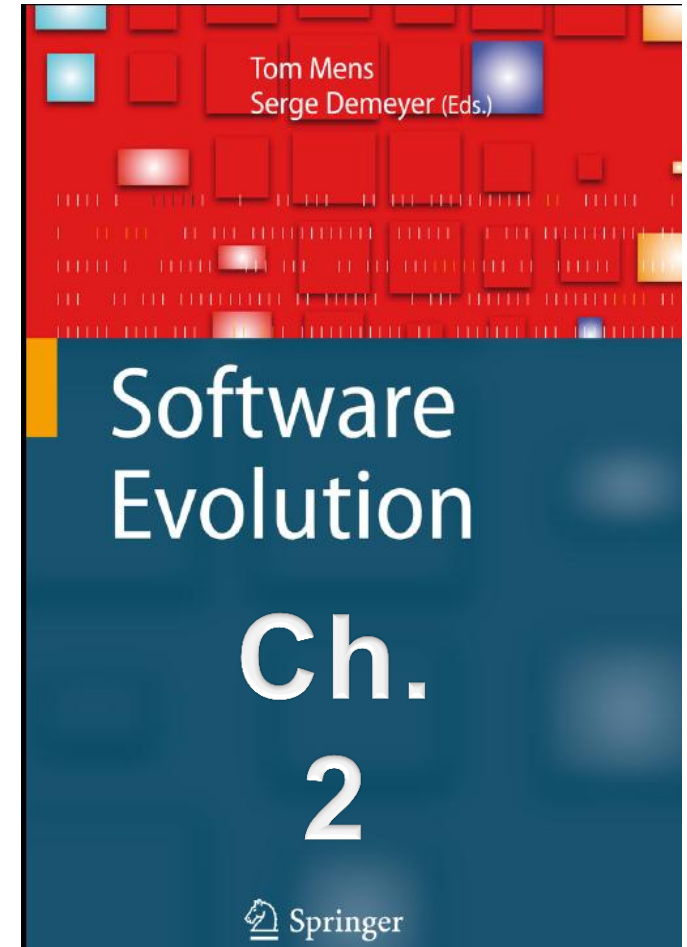 Tom Mens
Serge Demeyer (Eds.)
Software
Evolution
Ch.
2
Springer